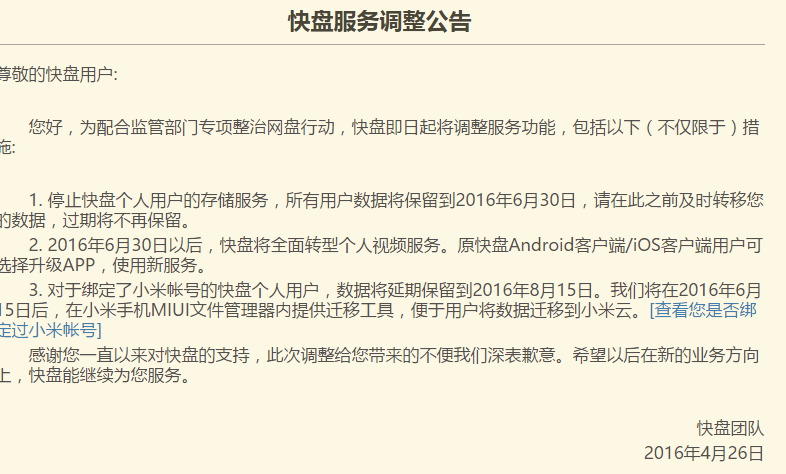 快盘服务调整公告
尊敬的快盘用户:
您好，为配合监管部门专项整治网盘行动，快盘即日起将调整服务功能，包括以下（不仅限于）措
施:
1. 停止快盘个人用户的存储服务，所有用户数据将保留到2016年6月30日，请在此之前及时转移您
的数据，过期将不再保留。
2. 2016年6月30日以后，快盘将全面转型个人视频服务。原快盘Android客户端/iOS客户端用户可
选择升级APP，使用新服务。
3. 对于绑定了小米帐号的快盘个人用户，数据将延期保留到2016年8月15日。我们将在2016年6月
15日后，在小米手机MIUI文件管理器内提供迁移工具，便于用户将数据迁移到小米云。[查看您是否绑
定过小米帐号]
感谢您一直以来对快盘的支持，此次调整给您带来的不便我们深表歉意。希望以后在新的业务方向
上，快盘能继续为您服务。
快盘团队
2016年4月26日